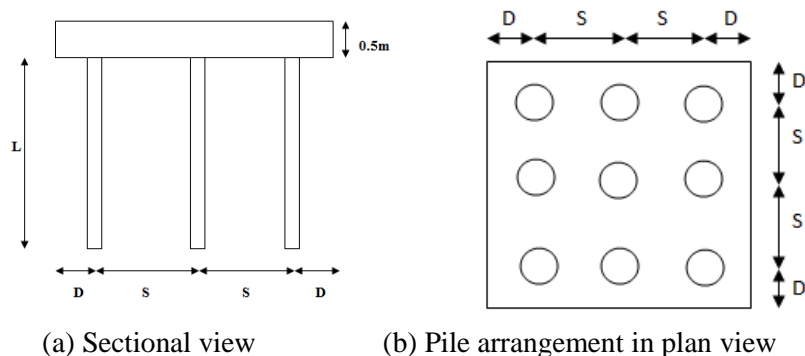 0.5m
L
D S S D
(a) Sectional view
D S S D
D
S
S
D
(b) Pile arrangement in plan view